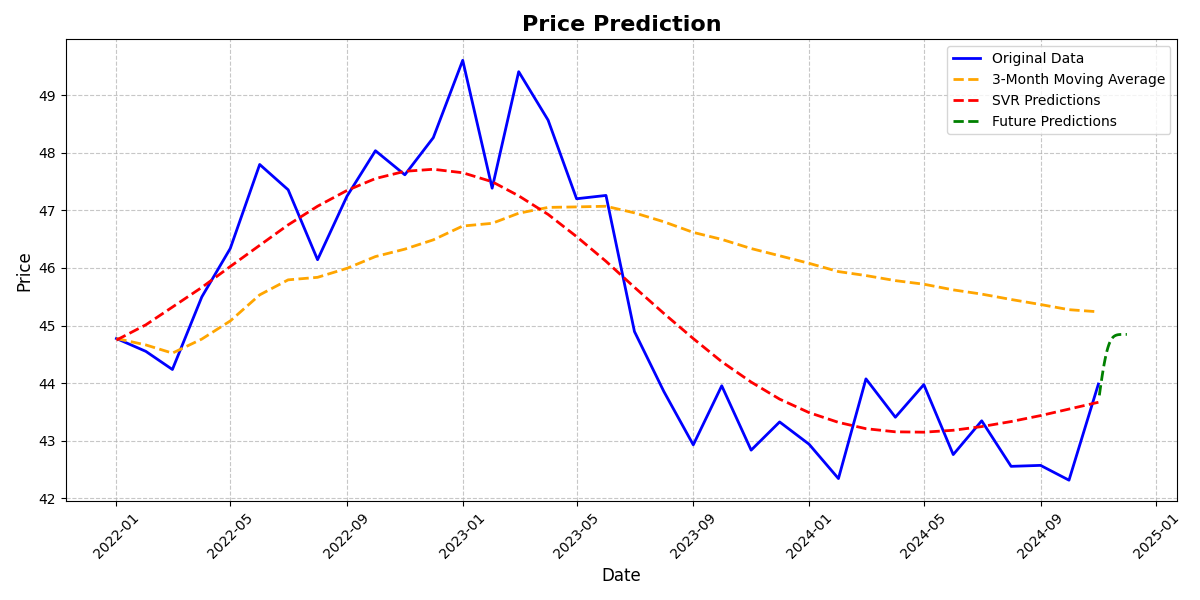 Price Prediction
Original Data
3-Month Moving Average
SVR Predictions
Future Predictions
Price
49
48
47
46
45
44
43
42
2022-01
2022-05
2022-09
2023-01
2023-05
2023-09
2024-01
2024-05
2024-09
2025-01
Date